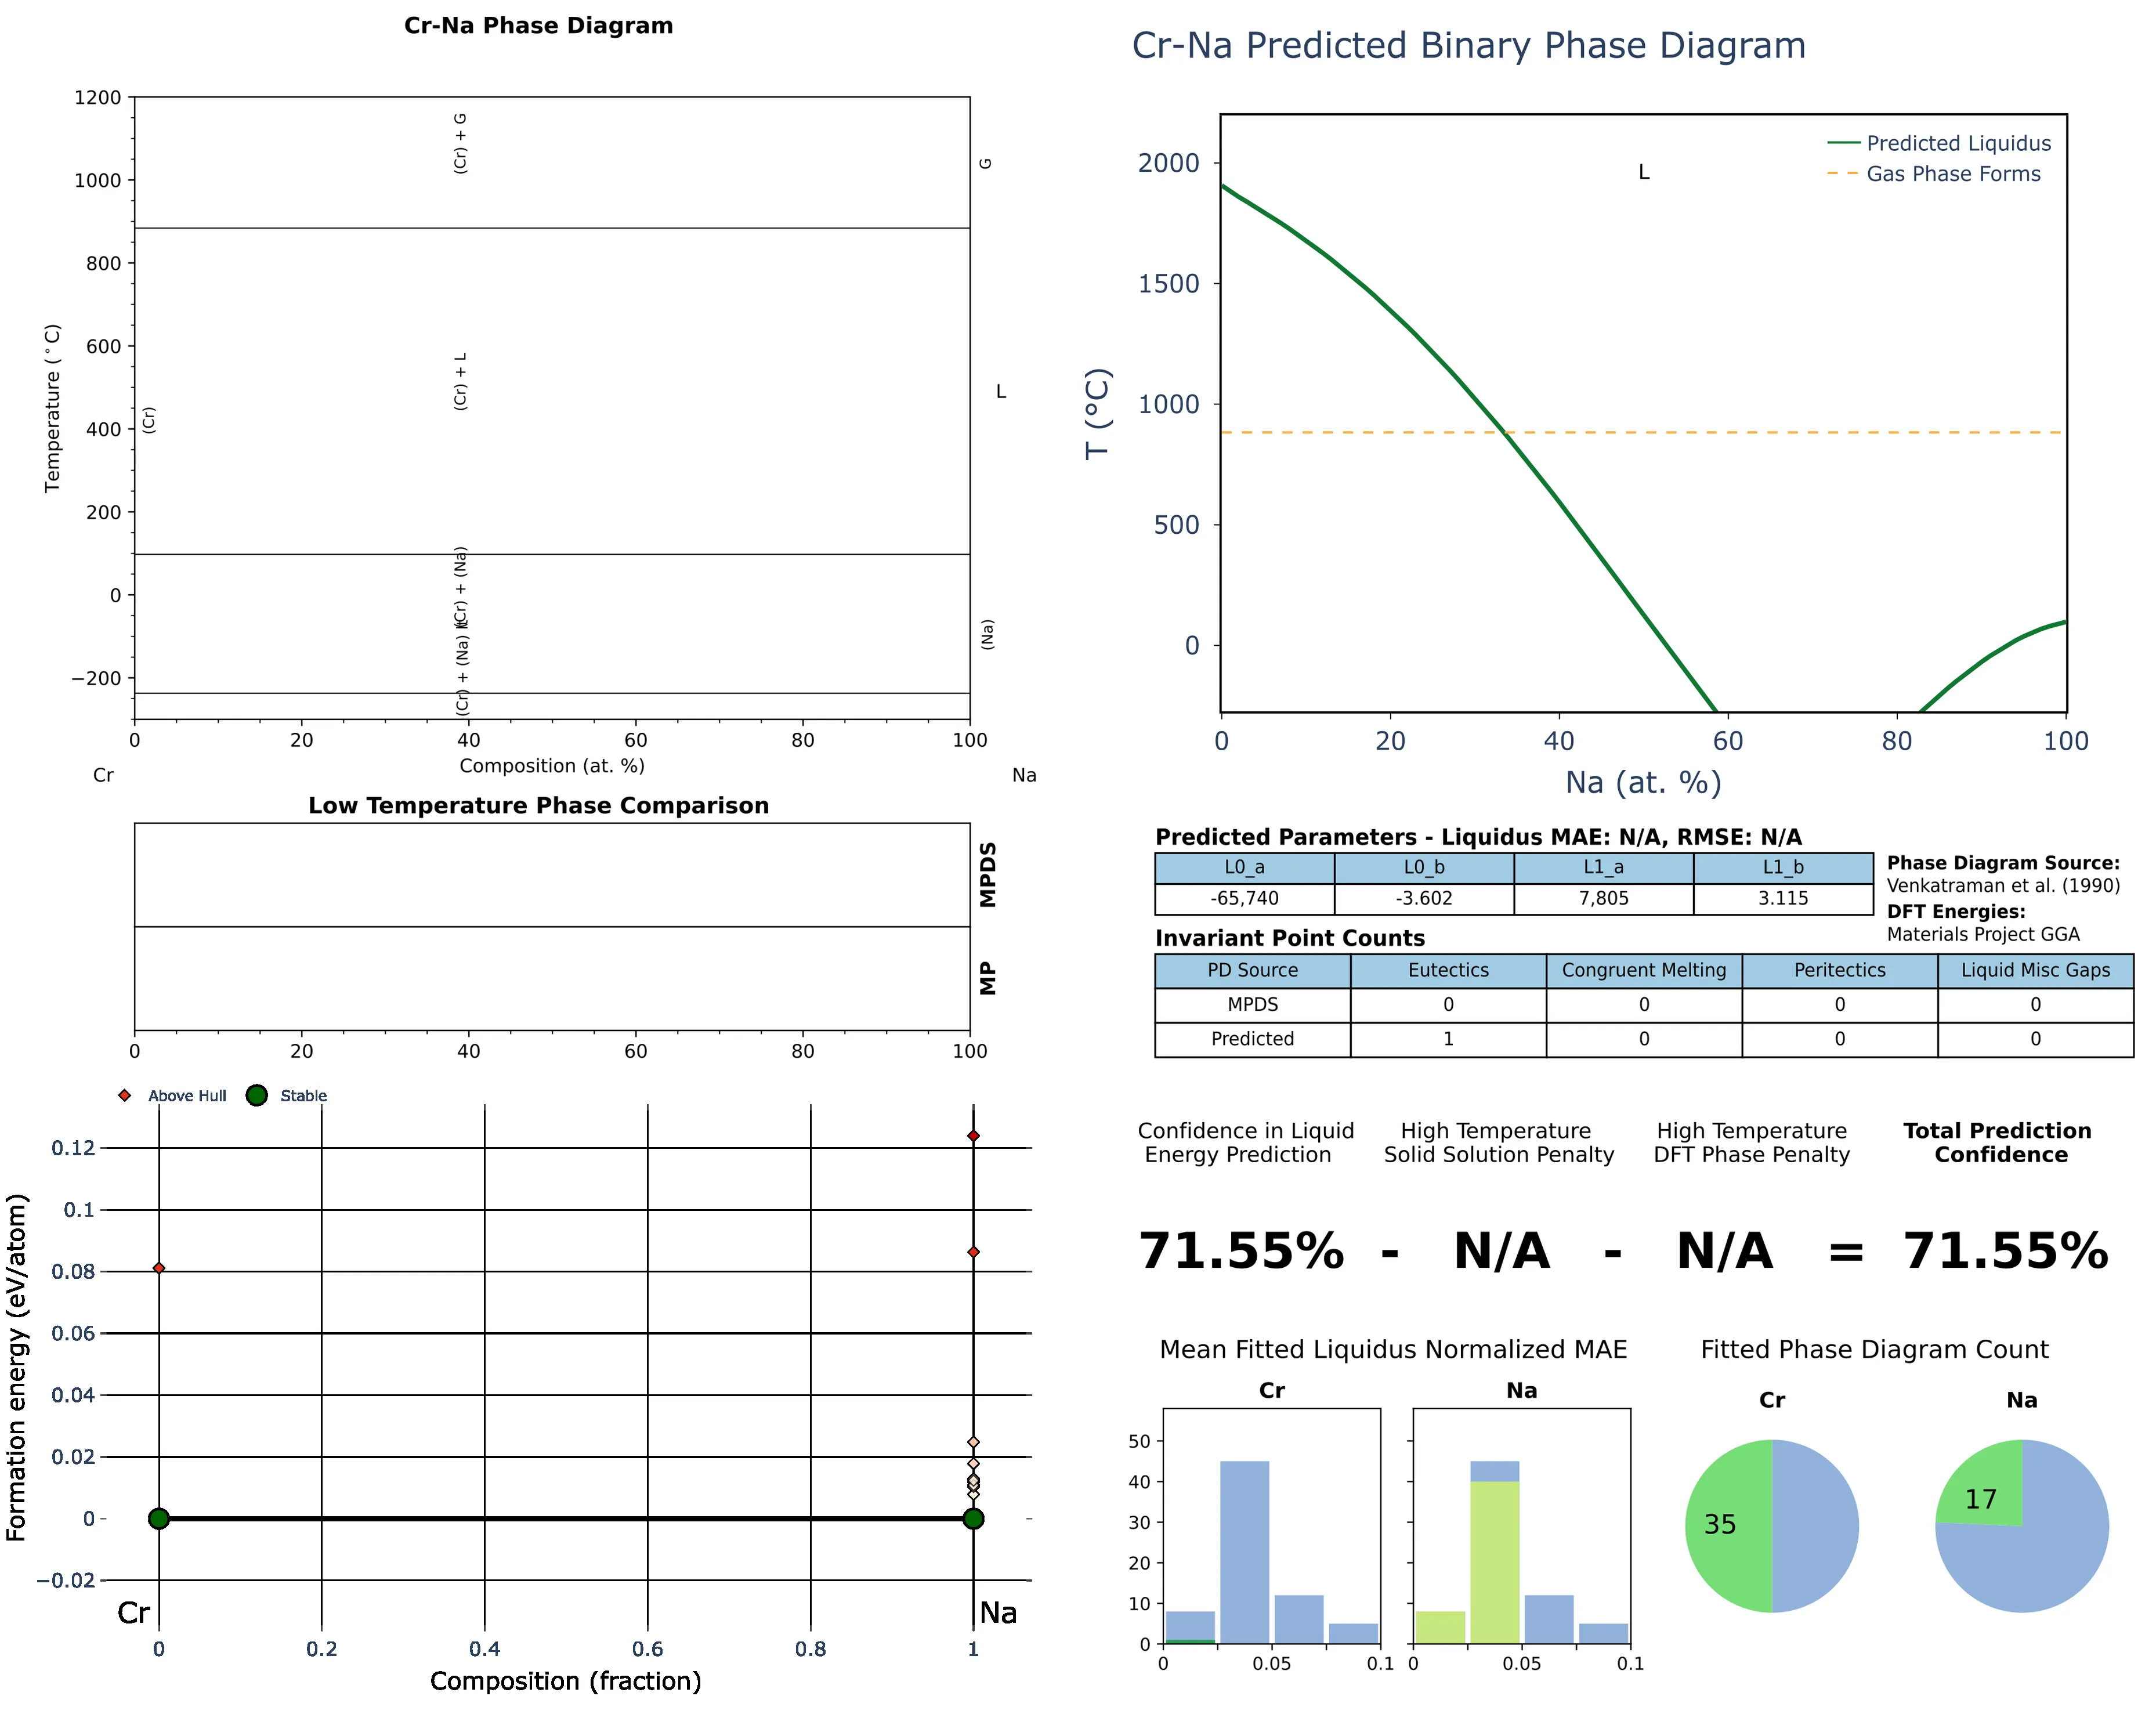 Cr-Na Phase Diagram
1200
1000
800
600
400
200
0
−200
Temperature (°C)
(Cr) + G
(Cr) + L
(Cr)
(Cr) + (Na)
(Cr) + (Na) lt
G
L
(Na)
0 20 40 60 80 100
Composition (at. %)
Cr Na
Low Temperature Phase Comparison
MPDS
MP
0 20 40 60 80 100
Above Hull Stable
0.12
0.1
0.08
0.06
0.04
0.02
0
−0.02
Formation energy (eV/atom)
Cr Na
0 0.2 0.4 0.6 0.8 1
Composition (fraction)
Cr-Na Predicted Binary Phase Diagram
2000
1500
1000
500
0
T (°C)
L
Predicted Liquidus
Gas Phase Forms
0 20 40 60 80 100
Na (at. %)
Predicted Parameters - Liquidus MAE: N/A, RMSE: N/A
L0_a L0_b L1_a L1_b
-65,740 -3.602 7,805 3.115
Phase Diagram Source:
Venkatraman et al. (1990)
DFT Energies:
Materials Project GGA
Invariant Point Counts
PD Source Eutectics Congruent Melting Peritectics Liquid Misc Gaps
MPDS 0 0 0 0
Predicted 1 0 0 0
Confidence in Liquid
Energy Prediction
High Temperature
Solid Solution Penalty
High Temperature
DFT Phase Penalty
Total Prediction
Confidence
71.55% - N/A - N/A = 71.55%
Mean Fitted Liquidus Normalized MAE
Cr Na
50
40
30
20
10
0
0 0.05 0.1 0 0.05 0.1
Fitted Phase Diagram Count
Cr Na
35 17